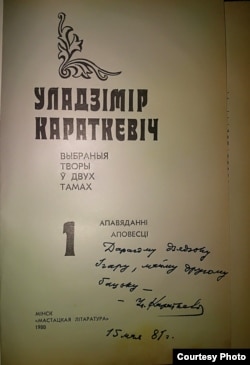 УЛАДЗІМІР
КАРАТКЕВІЧ
ВЫБРАНЫЯ
ТВОРЫ
Ў ДВУХ
ТАМАХ
1
АПАВЯДАННІ
АПОВЕСЦІ
Дарагому дзядзьку
Ігару, майму другому
бацьку –
– Ул. Караткевіч
15 мая 81 г.
МІНСК
«МАСТАЦКАЯ ЛІТАРАТУРА»
1980
Courtesy Photo